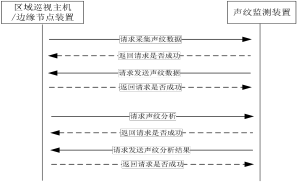 区域巡视主机
/边缘节点装置
声纹监测装置
请求采集声纹数据
返回请求是否成功
请求发送声纹数据
返回请求是否成功
请求声纹分析
返回请求是否成功
请求发送声纹分析结果
返回请求是否成功